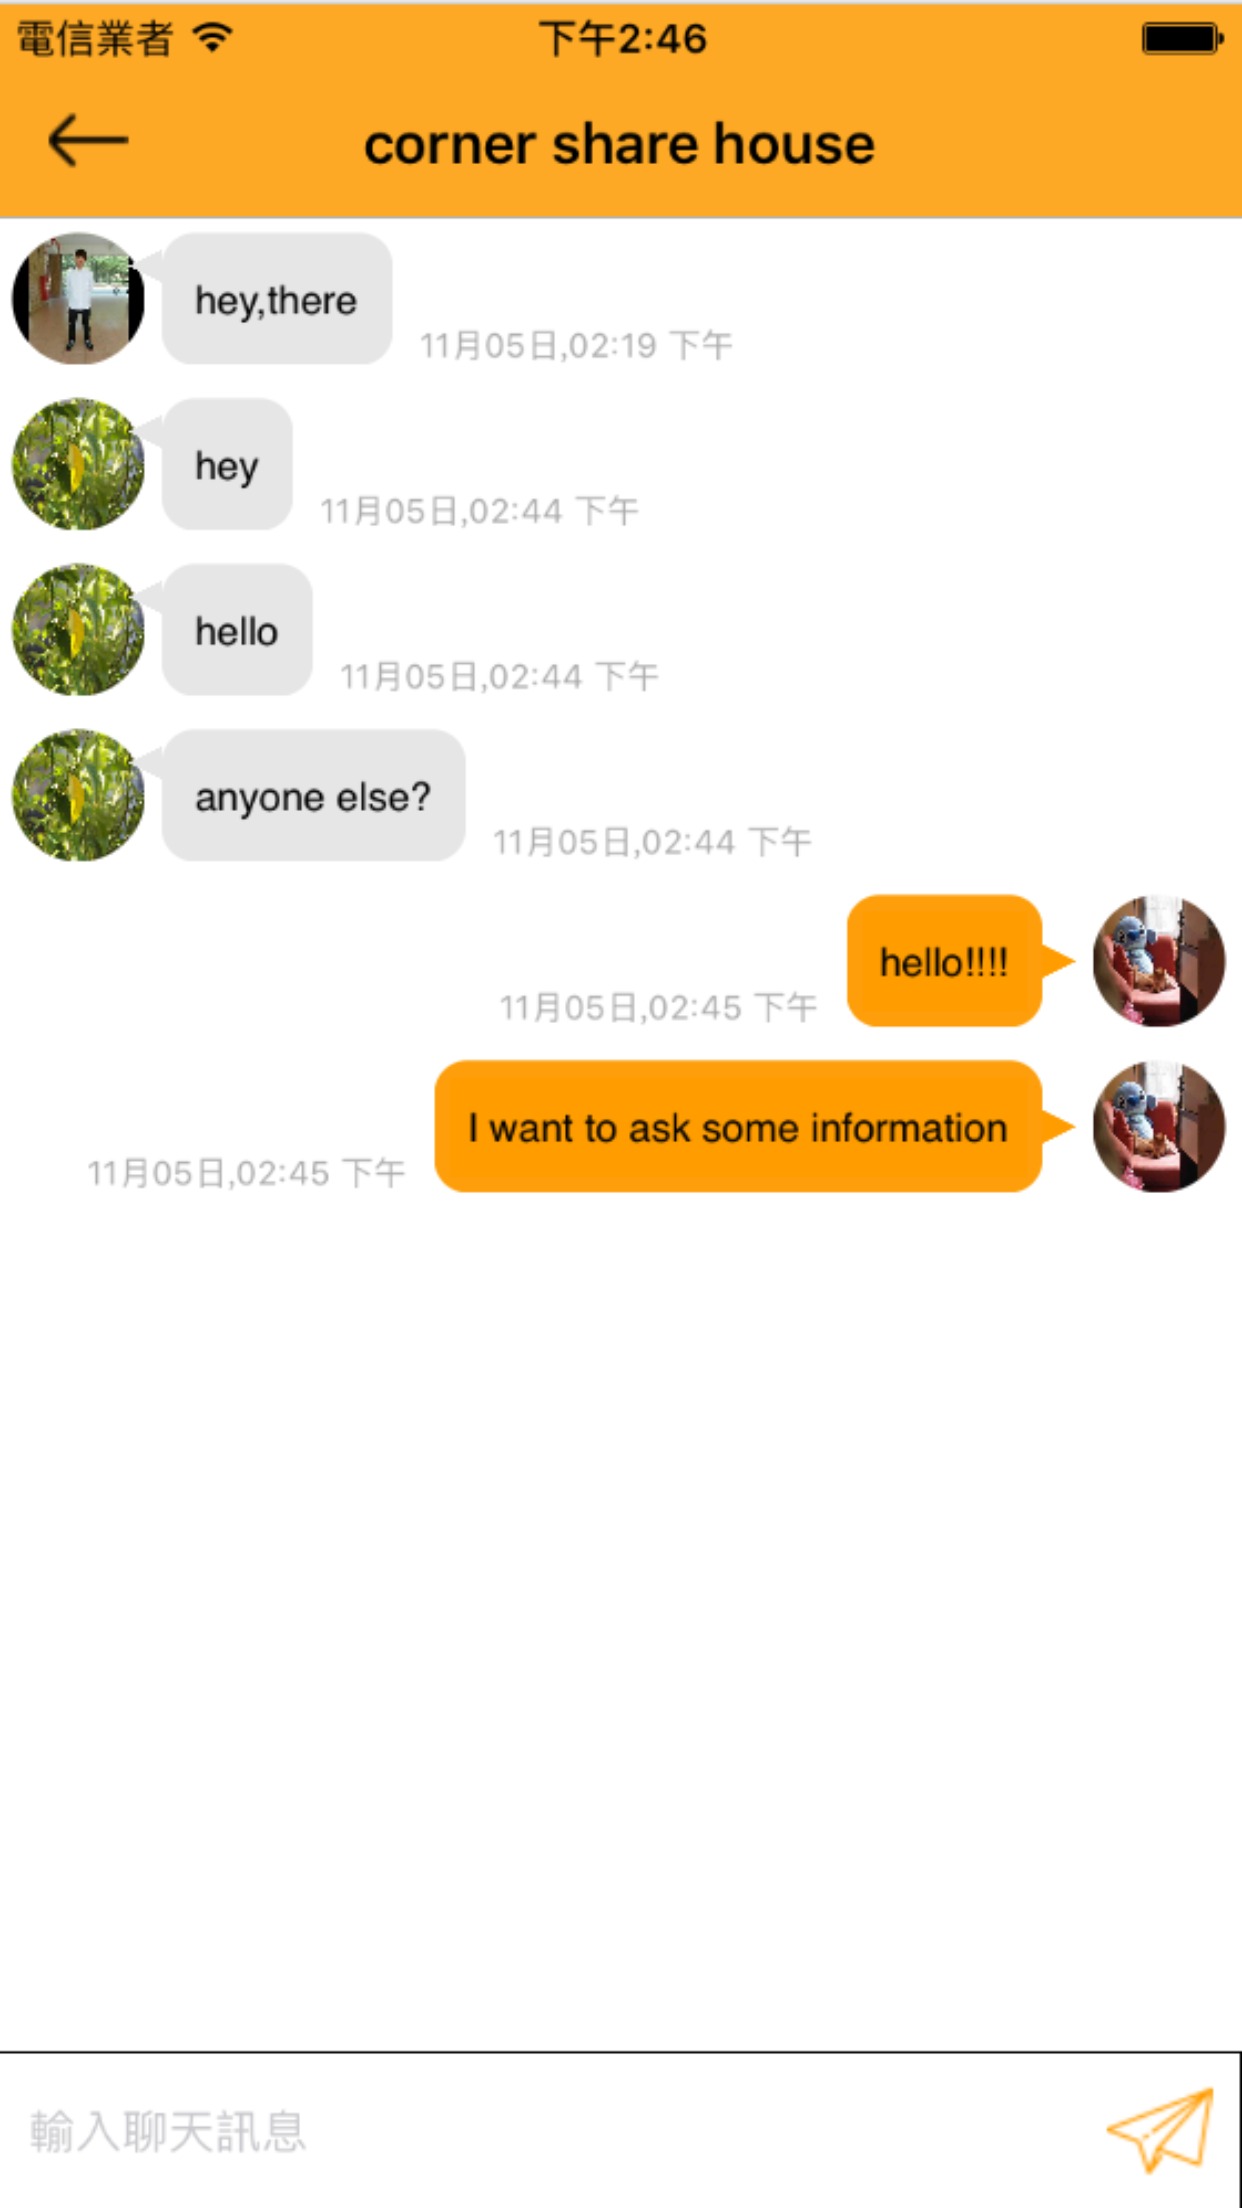 電信業者 下午2:46
corner share house
hey,there
11月05日,02:19 下午
hey
11月05日,02:44 下午
hello
11月05日,02:44 下午
anyone else?
11月05日,02:44 下午
hello!!!!
11月05日,02:45 下午
I want to ask some information
11月05日,02:45 下午
輸入聊天訊息